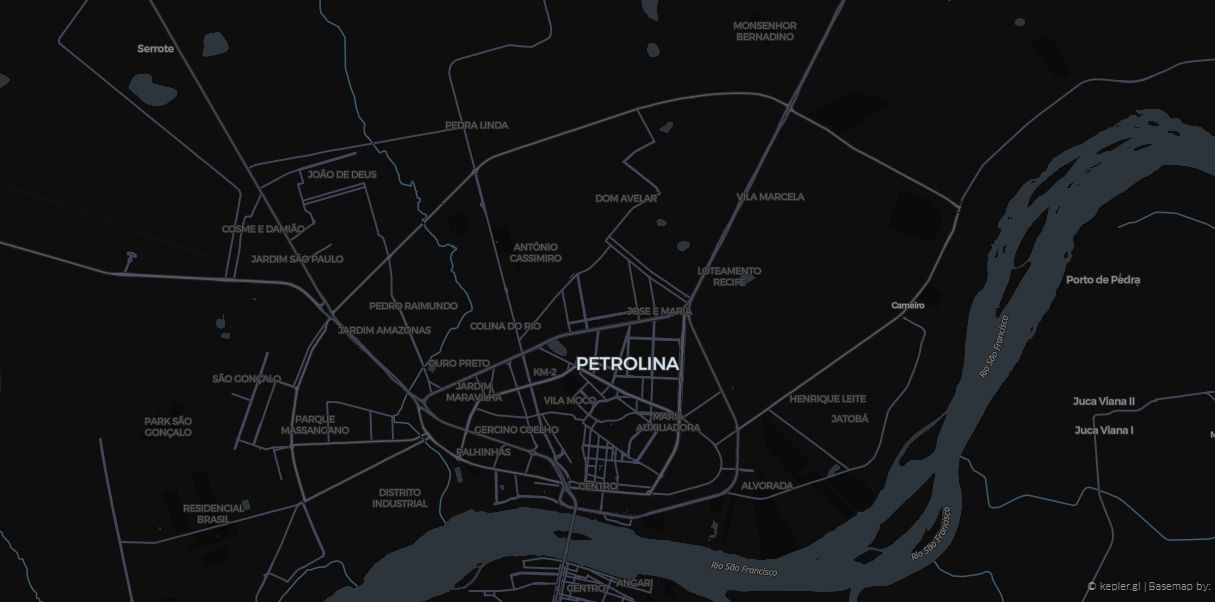 MONSENHOR
BERNADINO
Serrote
PEDRA LINDA
JOÃO DE DEUS
DOM AVELAR
VILA MARCELA
COSME E DAMIÃO
ANTÔNIO
CASSIMIRO
JARDIM SÃO PAULO
LOTEAMENTO
RECIFE
Porto de Pedra
PEDRO RAIMUNDO
JOSE E MARIA
Carneiro
COLINA DO RIO
JARDIM AMAZONAS
Rio São Francisco
OURO PRETO
PETROLINA
KM-2
SÃO GONÇALO
JARDIM
MARAVILHA
VILA MOCO
HENRIQUE LEITE
Juca Viana II
PARK SÃO
GONÇALO
PARQUE
MASSANGANO
MARIA
AUXILIADORA
JATOBÁ
GERCINO COELHO
Juca Viana I
PALHINHAS
CENTRO
ALVORADA
DISTRITO
INDUSTRIAL
RESIDENCIAL
BRASIL
Rio São Francisco
Rio São Francisco
ANGARI
CENTRO
© kepler.gl | Basemap by: